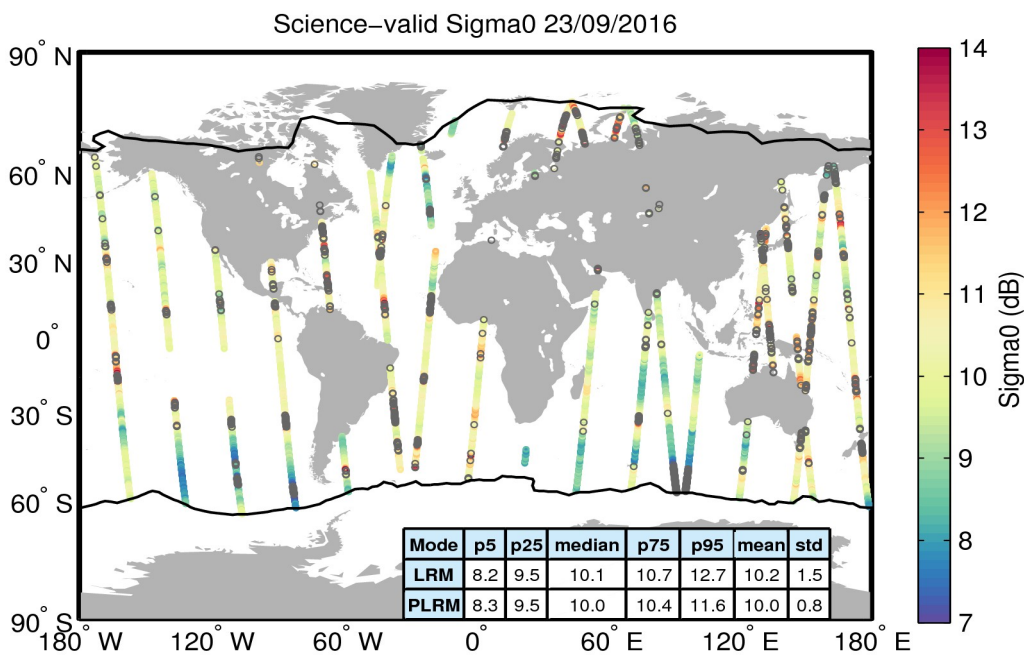 Science−valid Sigma0 23/09/2016
90° N
60° N
30° N
0°
30° S
60° S
90° S
180° W
120° W
60° W
0°
60° E
120° E
180° E
14
13
12
11
10
9
8
7
Sigma0 (dB)
Mode p5 p25 median p75 p95 mean std
LRM 8.2 9.5 10.1 10.7 12.7 10.2 1.5
PLRM 8.3 9.5 10.0 10.4 11.6 10.0 0.8